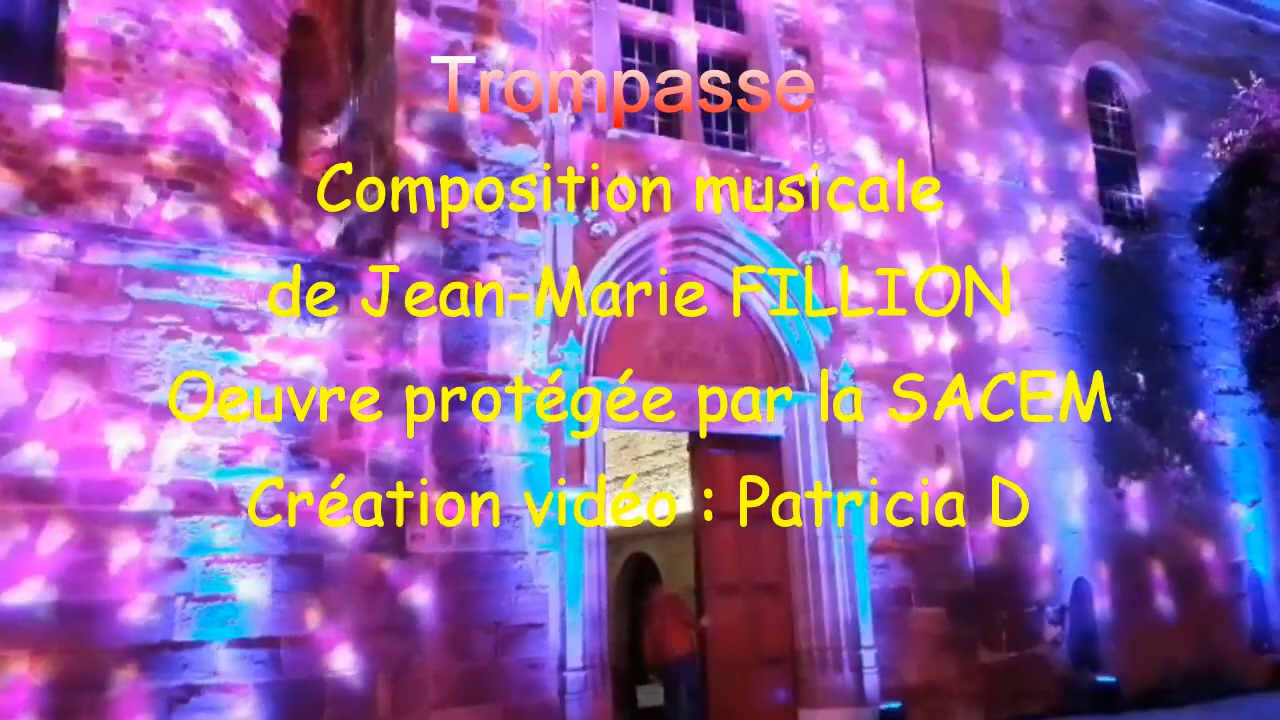 Trompasse
Composition musicale
de Jean-Marie FILLION
Oeuvre protégée par la SACEM
Création vidéo : Patricia D